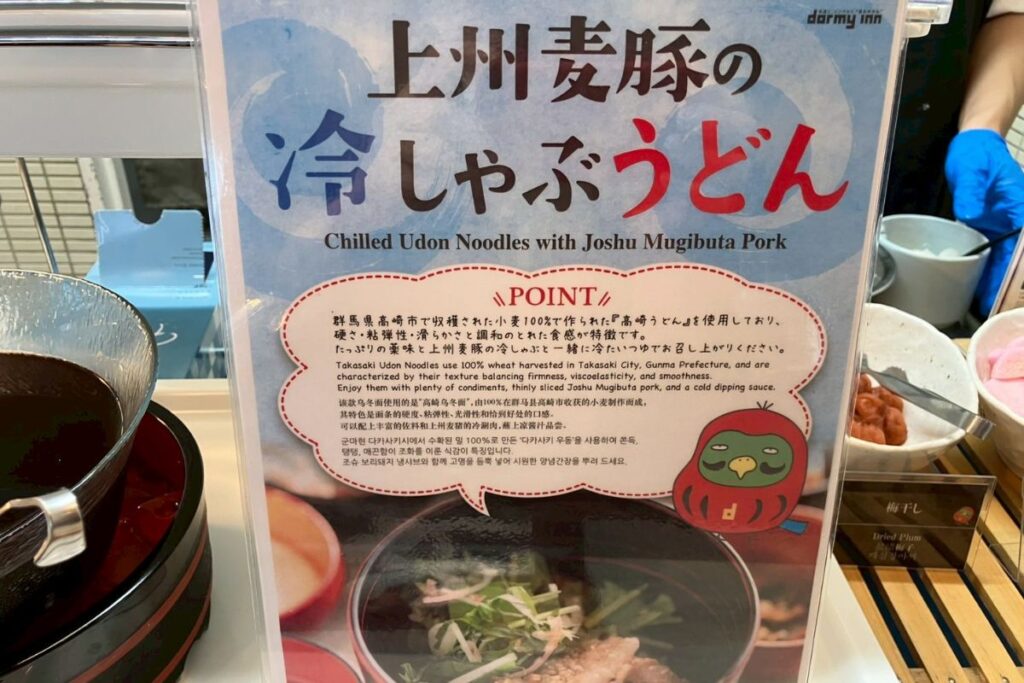 dormy inn
上州麦豚の
冷しゃぶうどん
Chilled Udon Noodles with Joshu Mugibuta Pork
POINT
群馬県高崎市で収穫された小麦100%で作られた『高崎うどん』を使用しており、
硬さ・粘弾性・滑らかさと調和のとれた食感が特徴です。
たっぷりの薬味と上州麦豚の冷しゃぶと一緒に冷たいつゆでお召し上がりください。
Takasaki Udon Noodles use 100% wheat harvested in Takasaki City, Gunma Prefecture, and are
characterized by their texture balancing firmness, viscoelasticity, and smoothness.
Enjoy them with plenty of condiments, thinly sliced Joshu Mugibuta pork, and a cold dipping sauce.
该款乌冬面使用的是"高崎乌冬面",由100%在群马县高崎市收获的小麦制作而成,
其特色是面条的硬度、粘弹性、光滑性和恰到好处的口感。
可以配上丰富的佐料和上州麦猪的冷涮肉,蘸上凉酱汁品尝。
군마현 다카사키시에서 수확된 밀 100%로 만든 '다카사키 우동'을 사용하여 쫀득,
탱탱, 매끈함이 조화를 이룬 식감이 특징입니다.
조슈 보리돼지 냉샤브와 함께 고명을 듬뿍 넣어 시원한 양념간장을 뿌려 드세요.
d
梅干し
Dried Plum